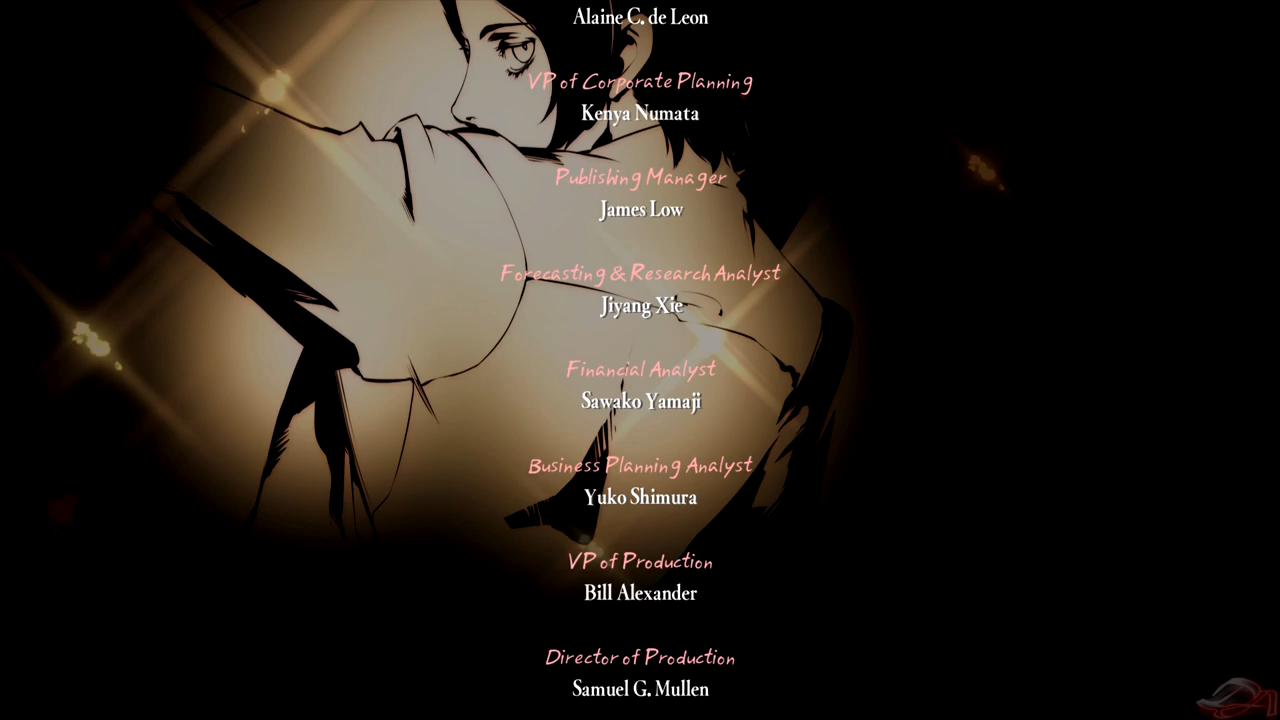 Alaine C. de Leon
VP of Corporate Planning
Kenya Numata
Publishing Manager
James Low
Forecasting & Research Analyst
Jiyang Xie
Financial Analyst
Sawako Yamaji
Business Planning Analyst
Yuko Shimura
VP of Production
Bill Alexander
Director of Production
Samuel G. Mullen